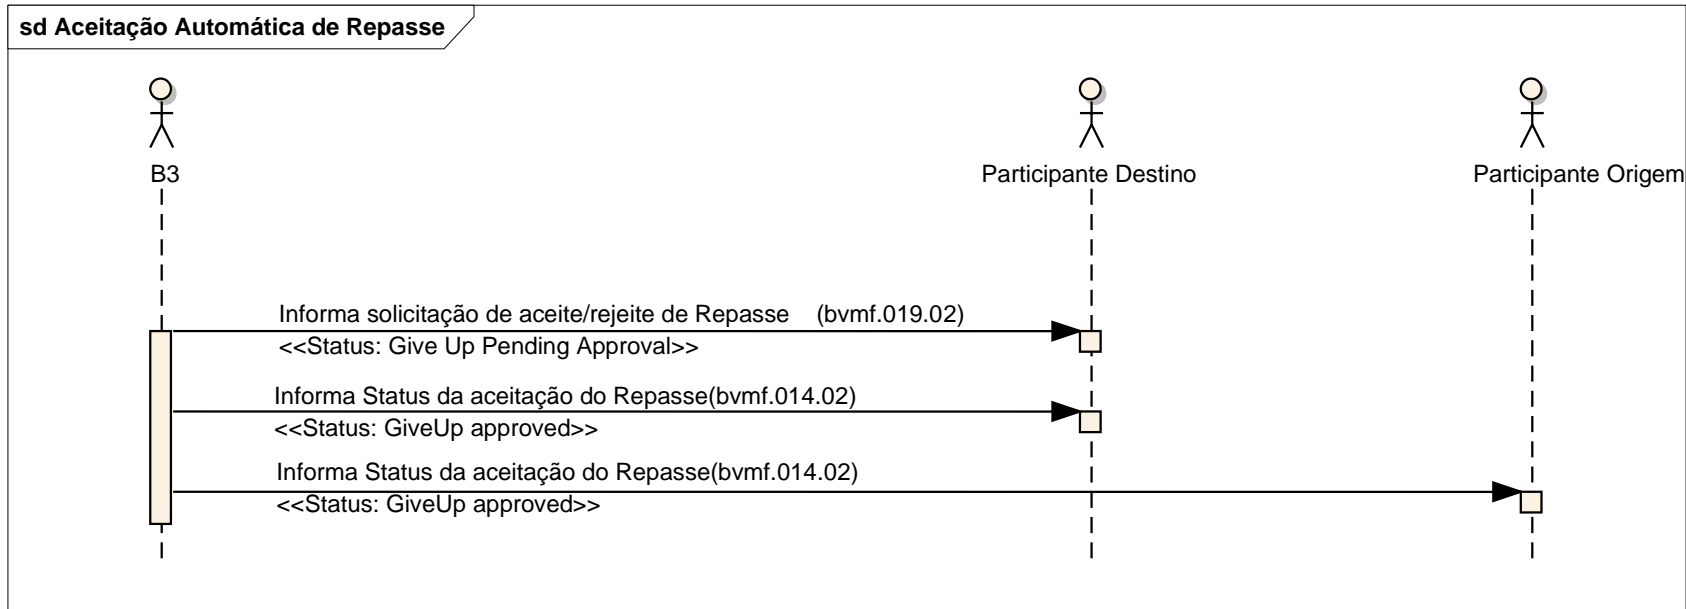 sd Aceitação Automática de Repasse
B3
Participante Destino
Participante Origem
Informa solicitação de aceite/rejeite de Repasse (bvmf.019.02)
<<Status: Give Up Pending Approval>>
Informa Status da aceitação do Repasse(bvmf.014.02)
<<Status: GiveUp approved>>
Informa Status da aceitação do Repasse(bvmf.014.02)
<<Status: GiveUp approved>>